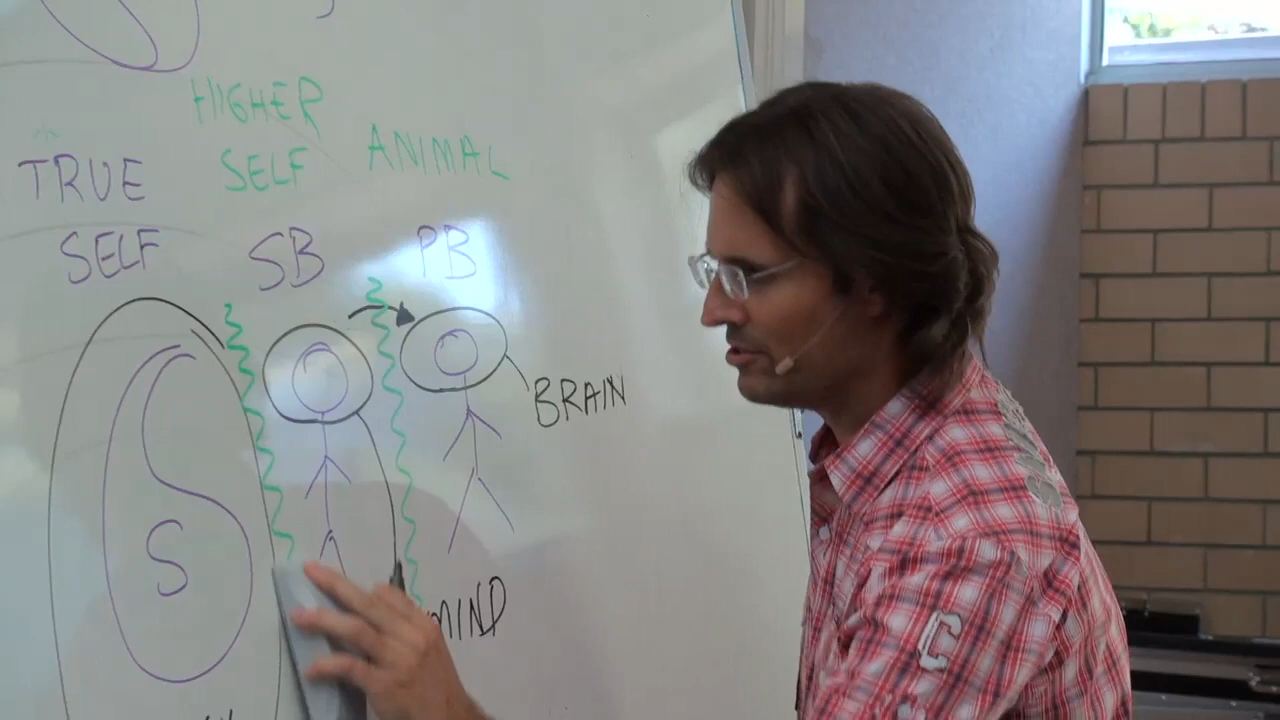 HIGHER
TRUE SELF ANIMAL
SELF SB PB
BRAIN
S
MIND
C